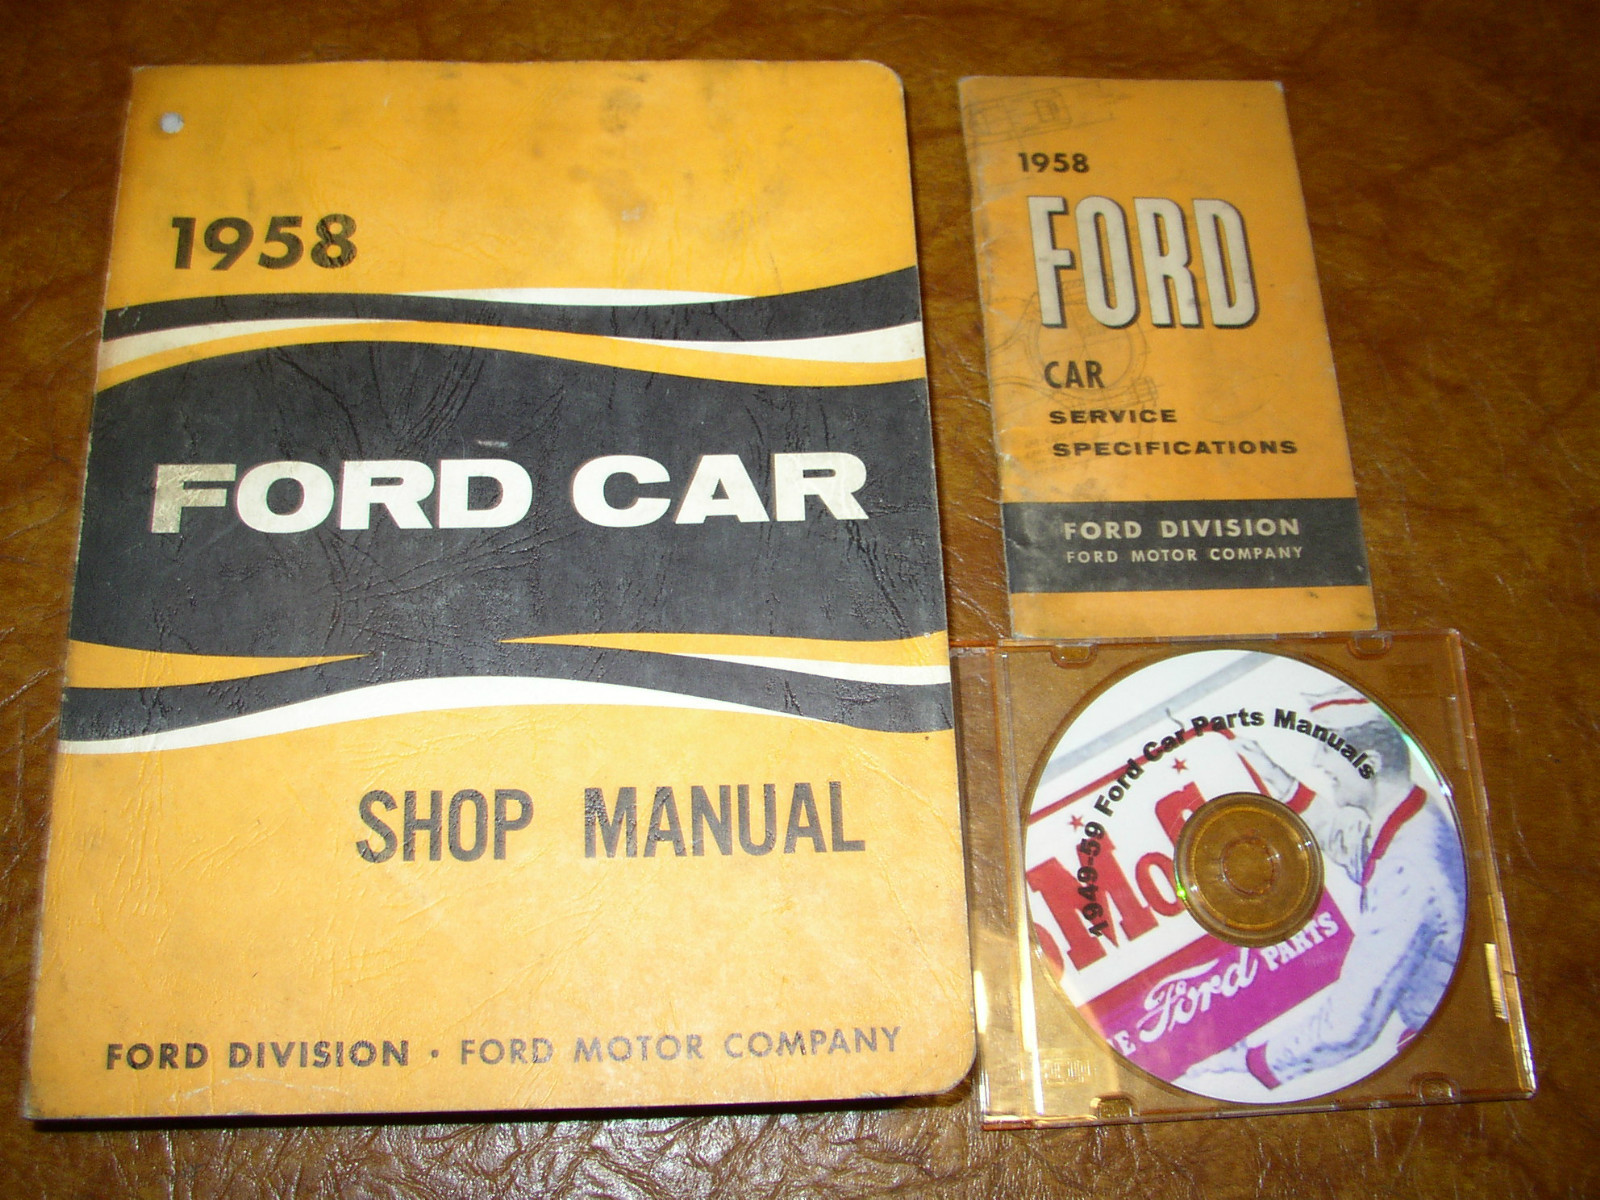 1958
FORD CAR
SHOP MANUAL
FORD DIVISION · FORD MOTOR COMPANY
1958
FORD
CAR
SERVICE
SPECIFICATIONS
FORD DIVISION
FORD MOTOR COMPANY
1949-59 Ford Car Parts Manuals
Ford PARTS